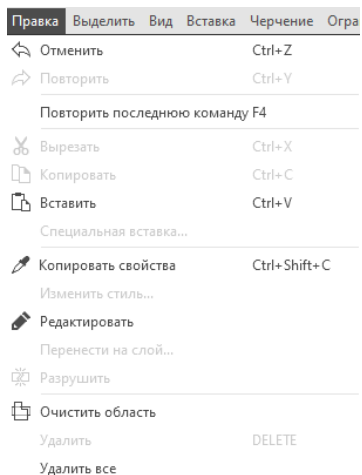 Правка Выделить Вид Вставка Черчение Огра
Отменить Ctrl+Z
Повторить Ctrl+Y
Повторить последнюю команду F4
Вырезать Ctrl+X
Копировать Ctrl+C
Вставить Ctrl+V
Специальная вставка...
Копировать свойства Ctrl+Shift+C
Изменить стиль...
Редактировать
Перенести на слой...
Разрушить
Очистить область
Удалить DELETE
Удалить все